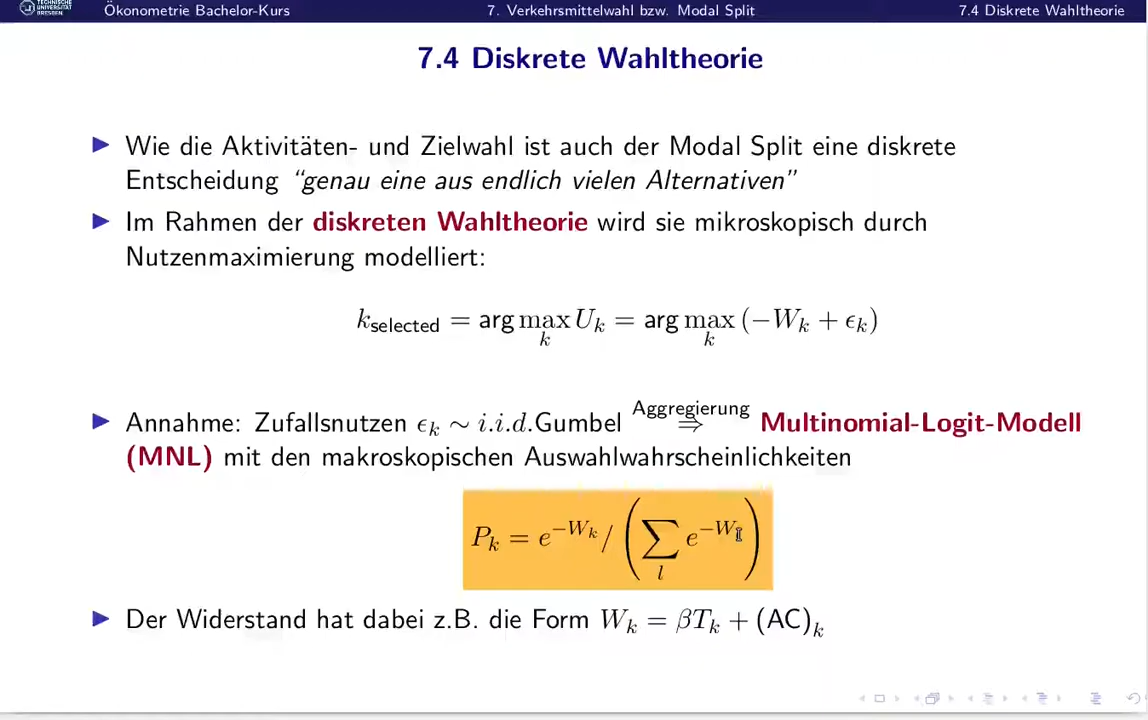 TECHNISCHE
UNIVERSITÄT
DRESDEN
Ökonometrie Bachelor-Kurs
7. Verkehrsmittelwahl bzw. Modal Split
7.4 Diskrete Wahltheorie
7.4 Diskrete Wahltheorie
Wie die Aktivitäten- und Zielwahl ist auch der Modal Split eine diskrete
Entscheidung “genau eine aus endlich vielen Alternativen”
Im Rahmen der diskreten Wahltheorie wird sie mikroskopisch durch
Nutzenmaximierung modelliert:
k_selected = arg max_k U_k = arg max_k (−W_k + ϵ_k)
Annahme: Zufallsnutzen ϵ_k ∼ i.i.d.Gumbel Aggregierung ⇒ Multinomial-Logit-Modell
(MNL) mit den makroskopischen Auswahlwahrscheinlichkeiten
P_k = e^{−W_k} / (∑_l e^{−W_l})
Der Widerstand hat dabei z.B. die Form W_k = βT_k + (AC)_k